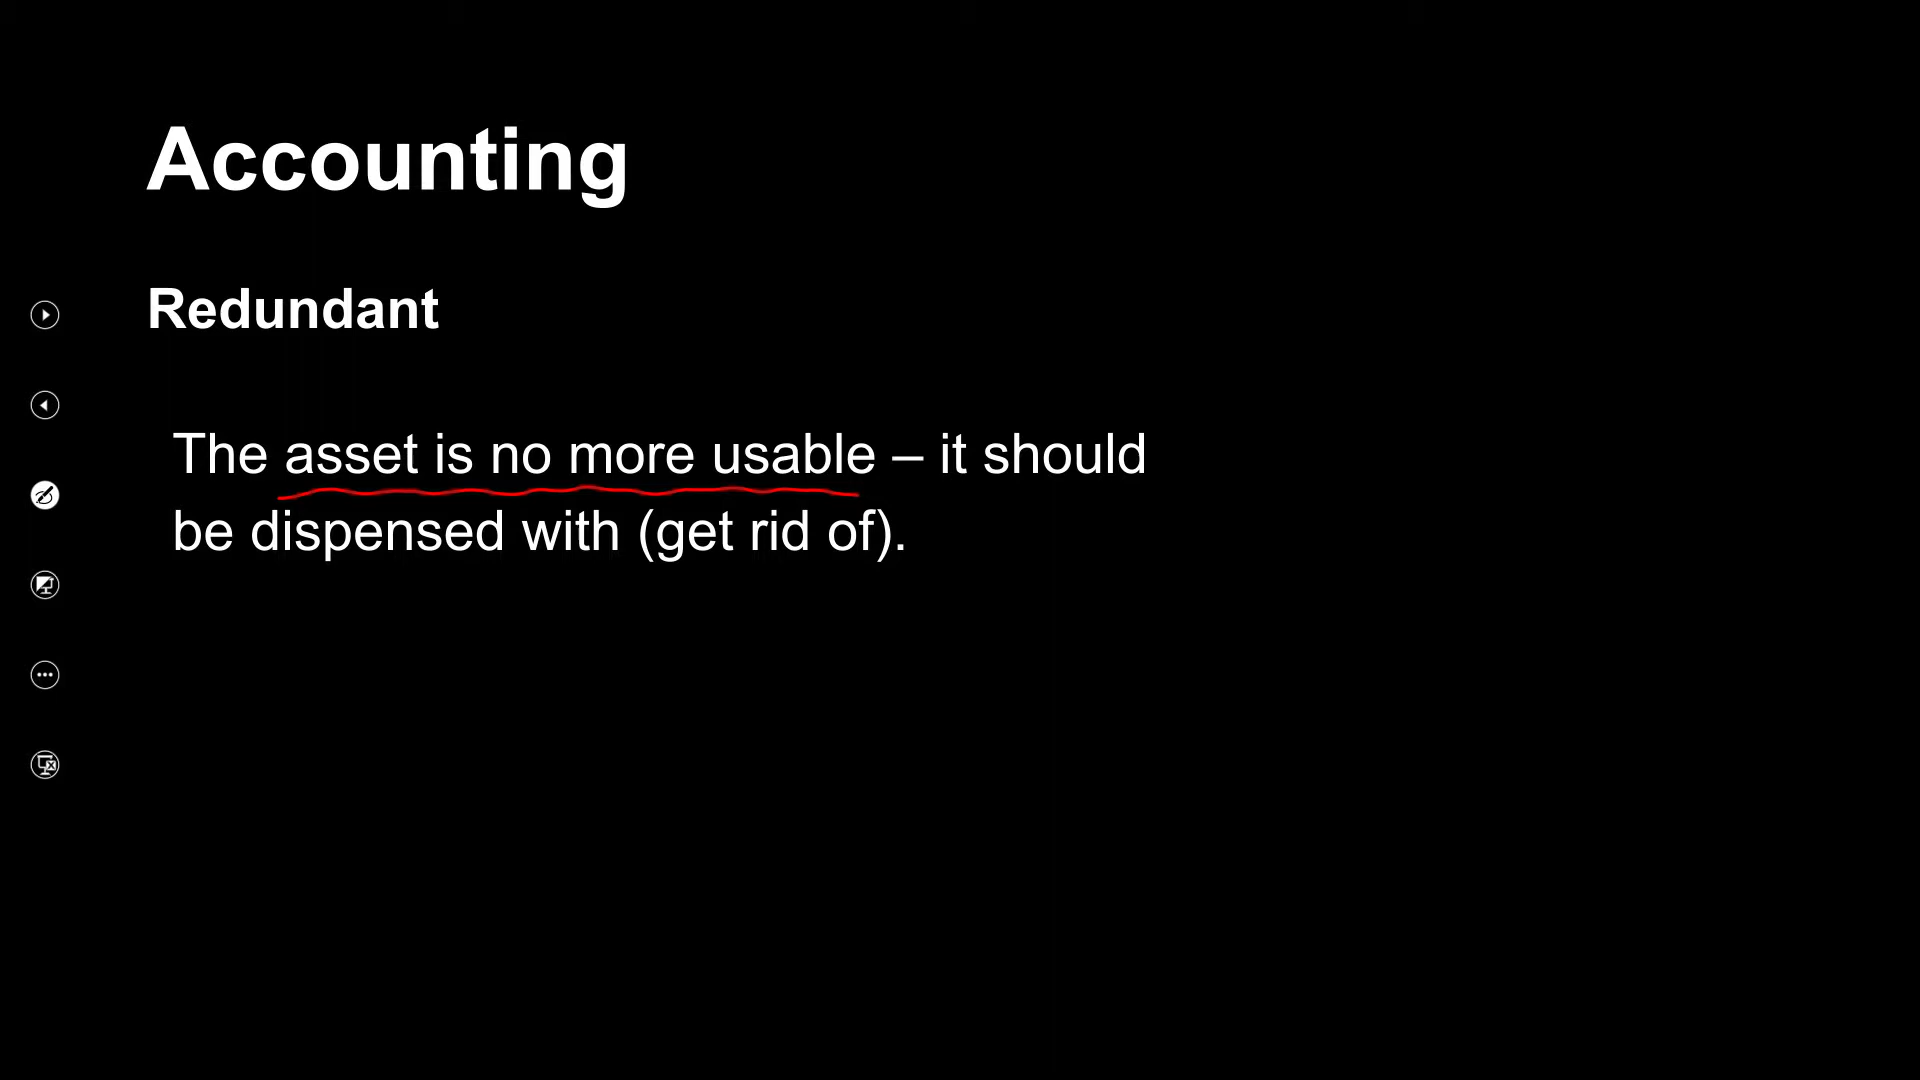 Accounting
Redundant
The asset is no more usable – it should
be dispensed with (get rid of).